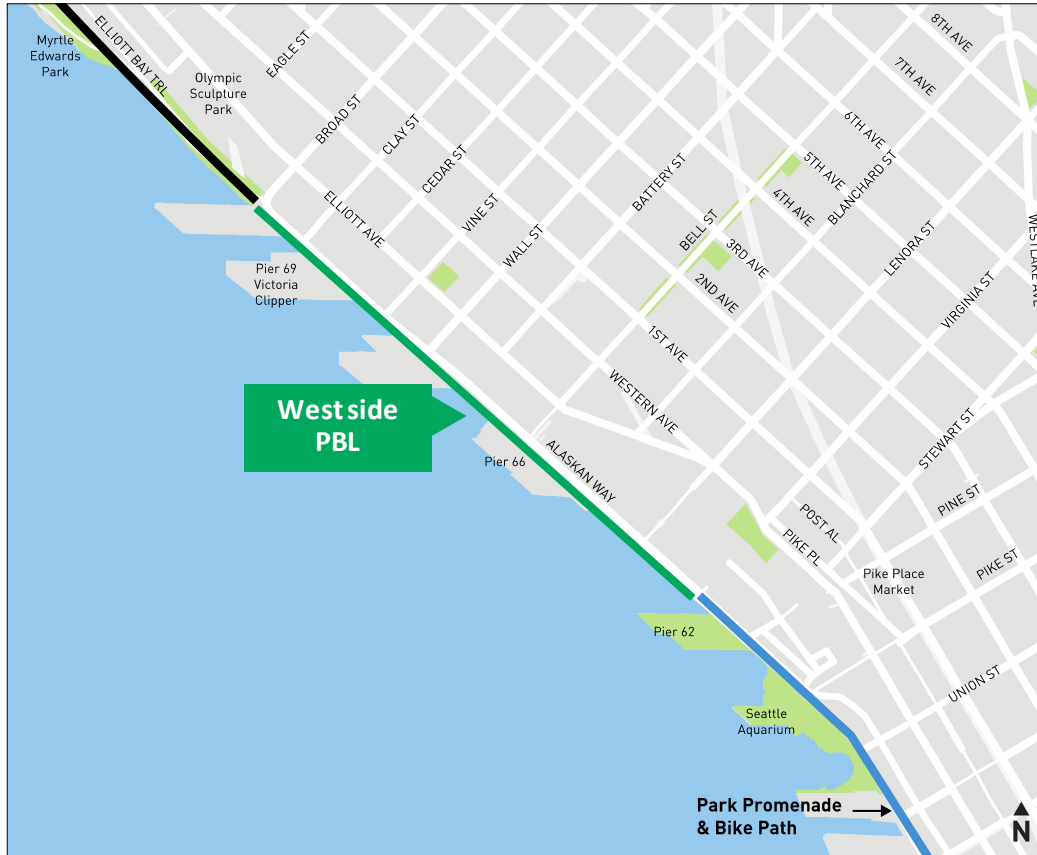 8TH AVE
7TH AVE
ELLIOTT BAY TRL
EAGLE ST
Myrtle
Edwards
Park
Olympic
Sculpture
Park
BROAD ST
CLAY ST
CEDAR ST
6TH AVE
5TH AVE
BLANCHARD ST
4TH AVE
BATTERY ST
VINE ST
ELLIOTT AVE
WALL ST
BELL ST
3RD AVE
2ND AVE
LENORA ST
WESTLAKE AVE
VIRGINIA ST
Pier 69
Victoria
Clipper
1ST AVE
WESTERN AVE
West side
PBL
STEWART ST
Pier 66
ALASKAN WAY
PINE ST
POST AL
PIKE PL
PIKE ST
Pike Place
Market
Pier 62
UNION ST
Seattle
Aquarium
Park Promenade
& Bike Path
N